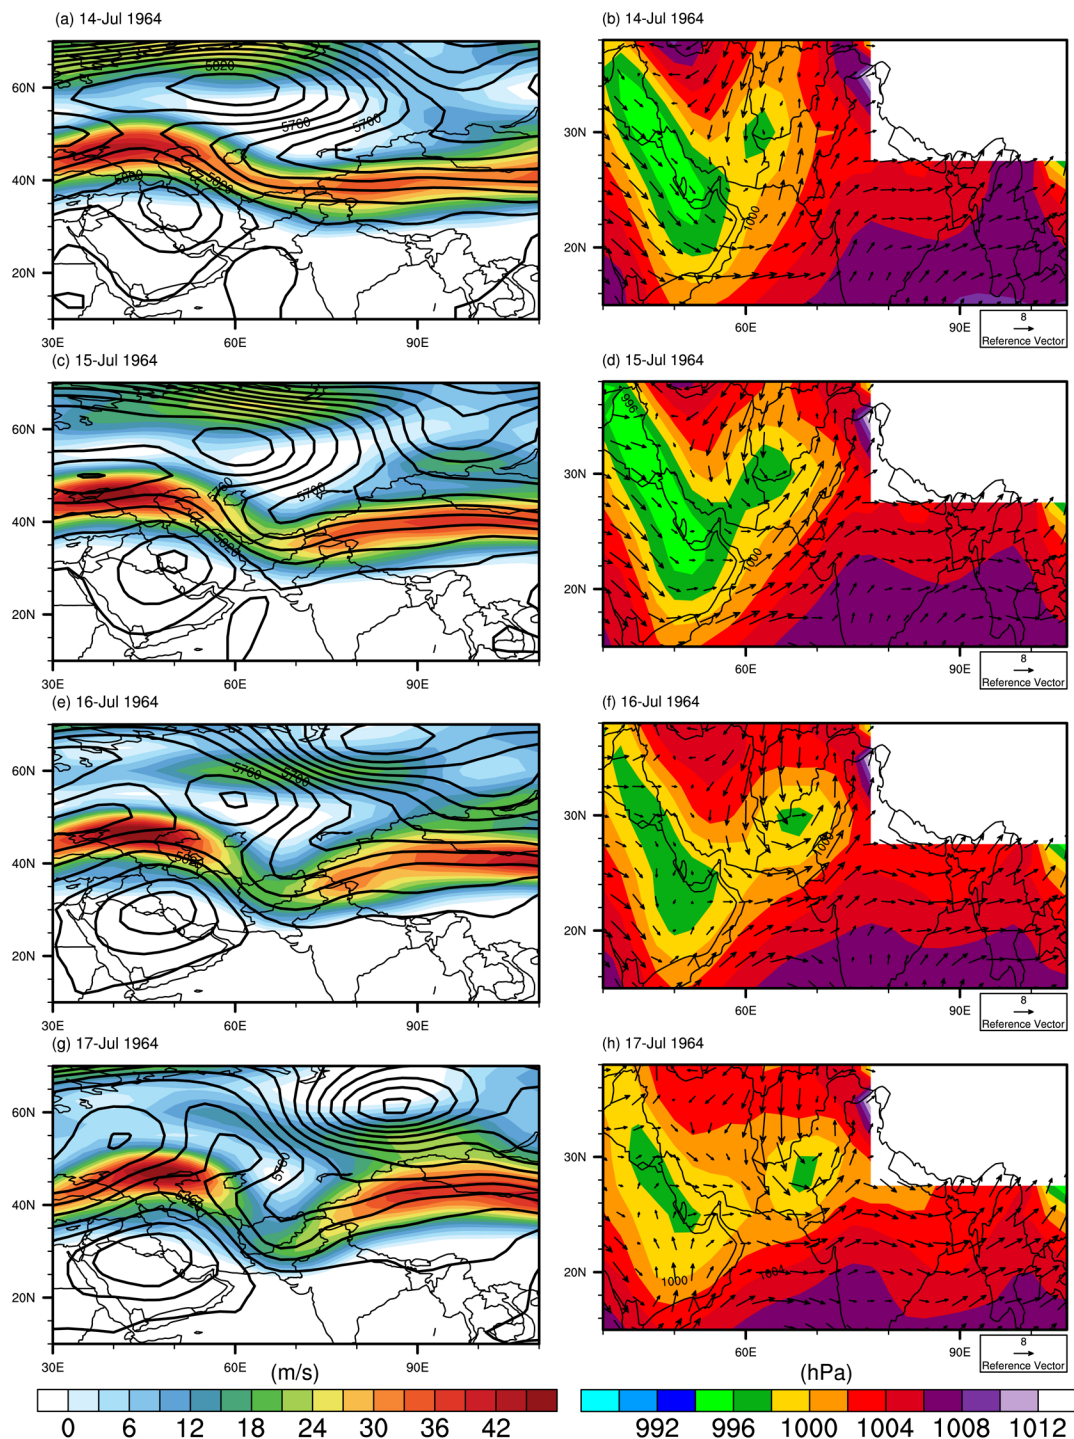 (a) 14-Jul 1964
(b) 14-Jul 1964
60N
40N
20N
30E
60E
90E
5820
5760
5700
5880
5820
30N
20N
60E
90E
1000
8
Reference Vector
(c) 15-Jul 1964
(d) 15-Jul 1964
60N
40N
20N
30E
60E
90E
5760
5700
5820
30N
20N
60E
90E
996
1000
8
Reference Vector
(e) 16-Jul 1964
(f) 16-Jul 1964
60N
40N
20N
30E
60E
90E
5760
5700
5820
30N
20N
60E
90E
1000
8
Reference Vector
(g) 17-Jul 1964
(h) 17-Jul 1964
60N
40N
20N
30E
60E
90E
5760
30N
20N
60E
90E
1000
1004
8
Reference Vector
(m/s)
(hPa)
0 6 12 18 24 30 36 42
992 996 1000 1004 1008 1012